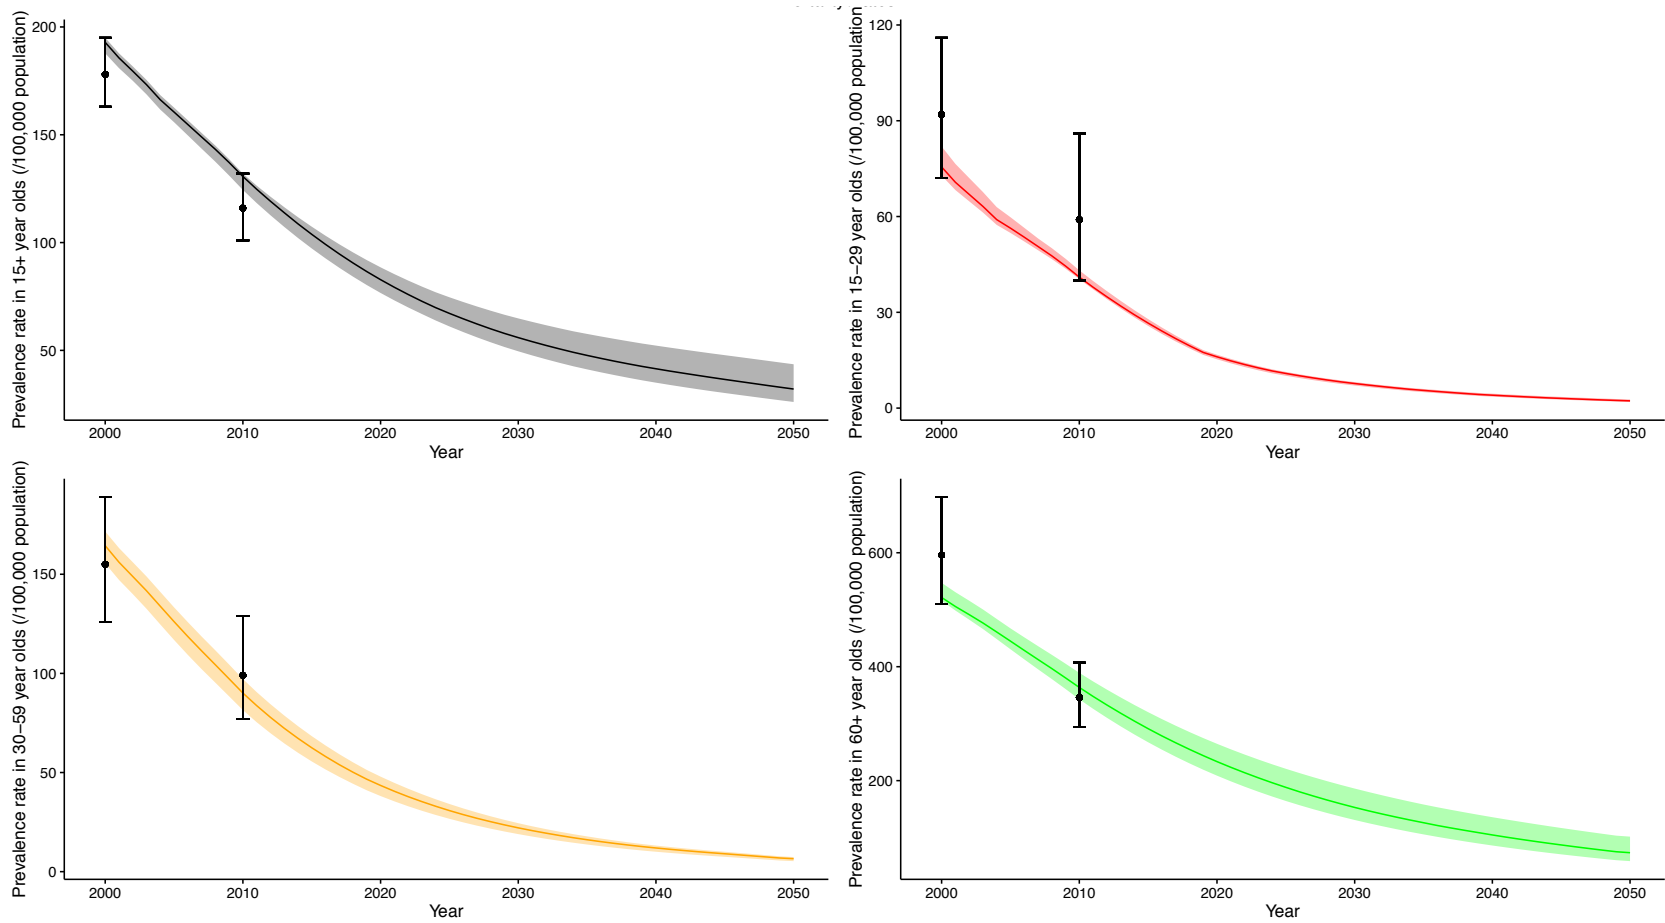 Prevalence rate in 15+ year olds (/100,000 population)
200
150
100
50
2000 2010 2020 2030 2040 2050
Year
Prevalence rate in 15−29 year olds (/100,000 population)
120
90
60
30
0
2000 2010 2020 2030 2040 2050
Year
Prevalence rate in 30−59 year olds (/100,000 population)
150
100
50
0
2000 2010 2020 2030 2040 2050
Year
Prevalence rate in 60+ year olds (/100,000 population)
600
400
200
2000 2010 2020 2030 2040 2050
Year